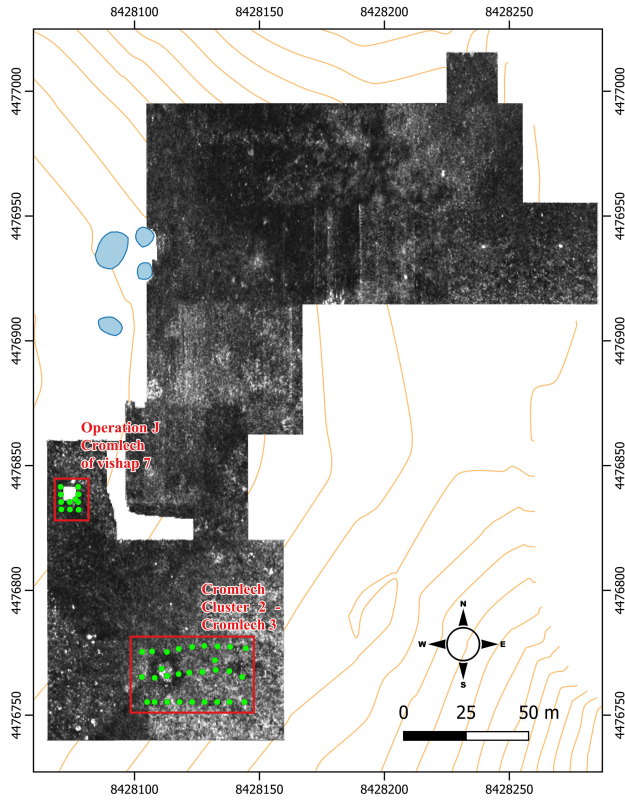 8428100 8428150 8428200 8428250
4477000 4477000
4476950 4476950
4476900 4476900
4476850 4476850
4476800 4476800
4476750 4476750
Operation J
Cromlech
of vishap 7
Cromlech
Cluster 2 -
Cromlech 3
N
W E
S
0 25 50 m
8428100 8428150 8428200 8428250